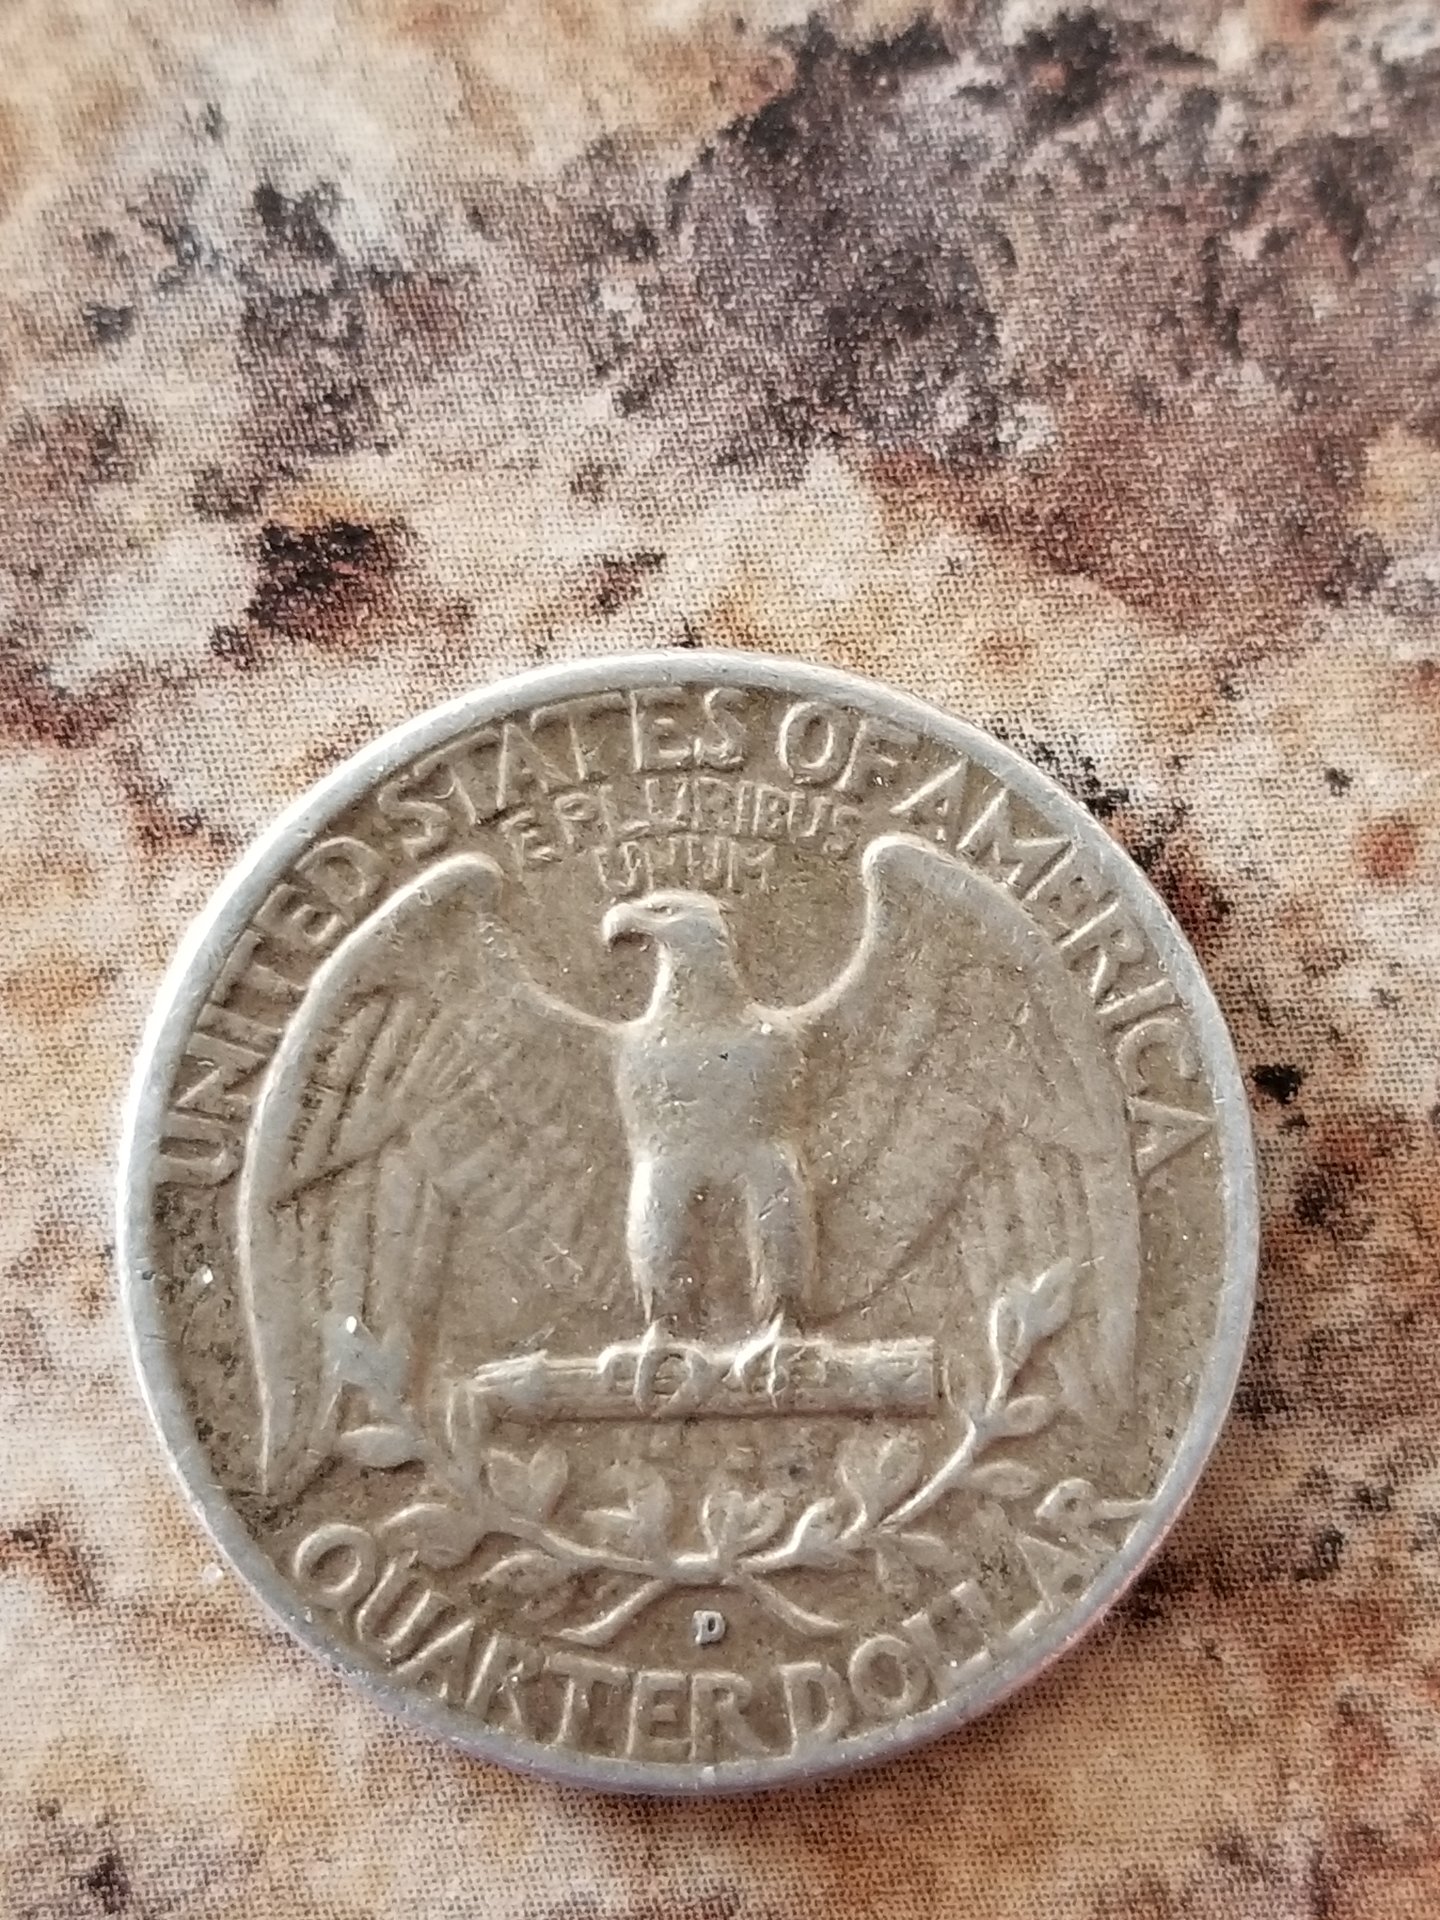 UNITED STATES OF AMERICA
E PLURIBUS
UNUM
D
QUARTER DOLLAR